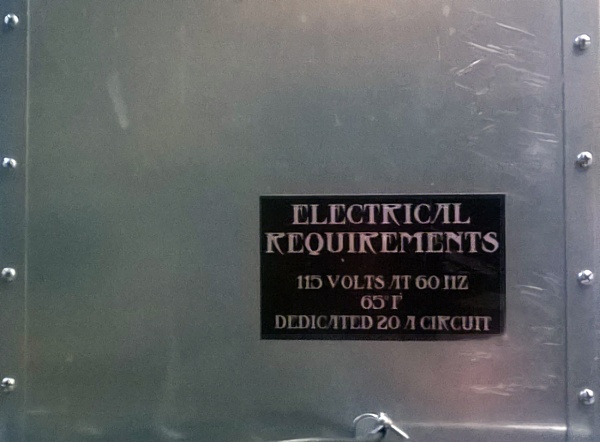 ELECTRICAL
REQUIREMENTS
115 VOLTS AT 60 HZ
65° F
DEDICATED 20 A CIRCUIT